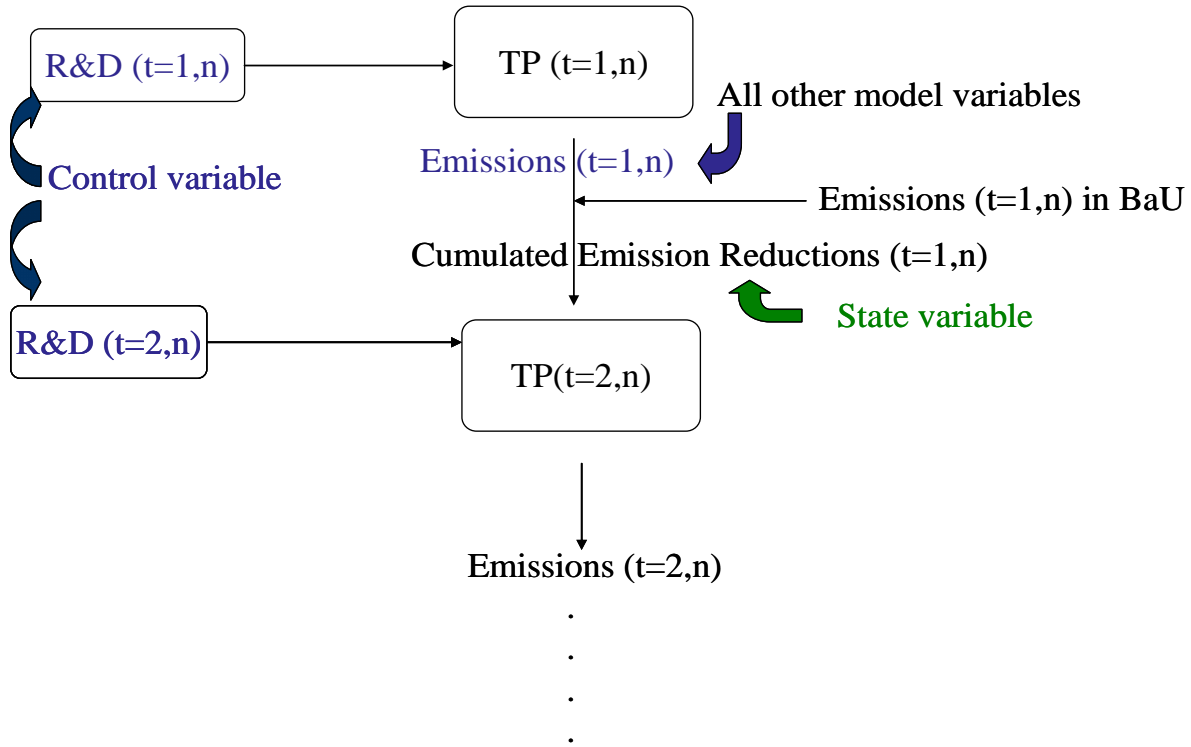 R&D (t=1,n)
TP (t=1,n)
All other model variables
Emissions (t=1,n)
Control variable
Emissions (t=1,n) in BaU
Cumulated Emission Reductions (t=1,n)
State variable
R&D (t=2,n)
TP(t=2,n)
Emissions (t=2,n)
.
.
.
.